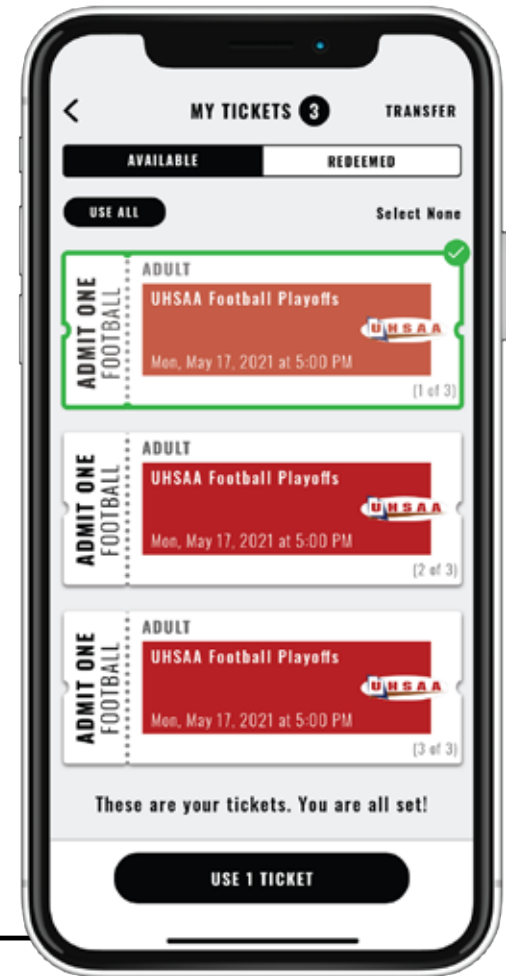 MY TICKETS 3 TRANSFER
AVAILABLE REDEEMED
USE ALL Select None
ADMIT ONE
FOOTBALL
ADULT
UHSAA Football Playoffs
UHSAA
Mon, May 17, 2021 at 5:00 PM
(1 of 3)
ADMIT ONE
FOOTBALL
ADULT
UHSAA Football Playoffs
UHSAA
Mon, May 17, 2021 at 5:00 PM
(2 of 3)
ADMIT ONE
FOOTBALL
ADULT
UHSAA Football Playoffs
UHSAA
Mon, May 17, 2021 at 5:00 PM
(3 of 3)
These are your tickets. You are all set!
USE 1 TICKET